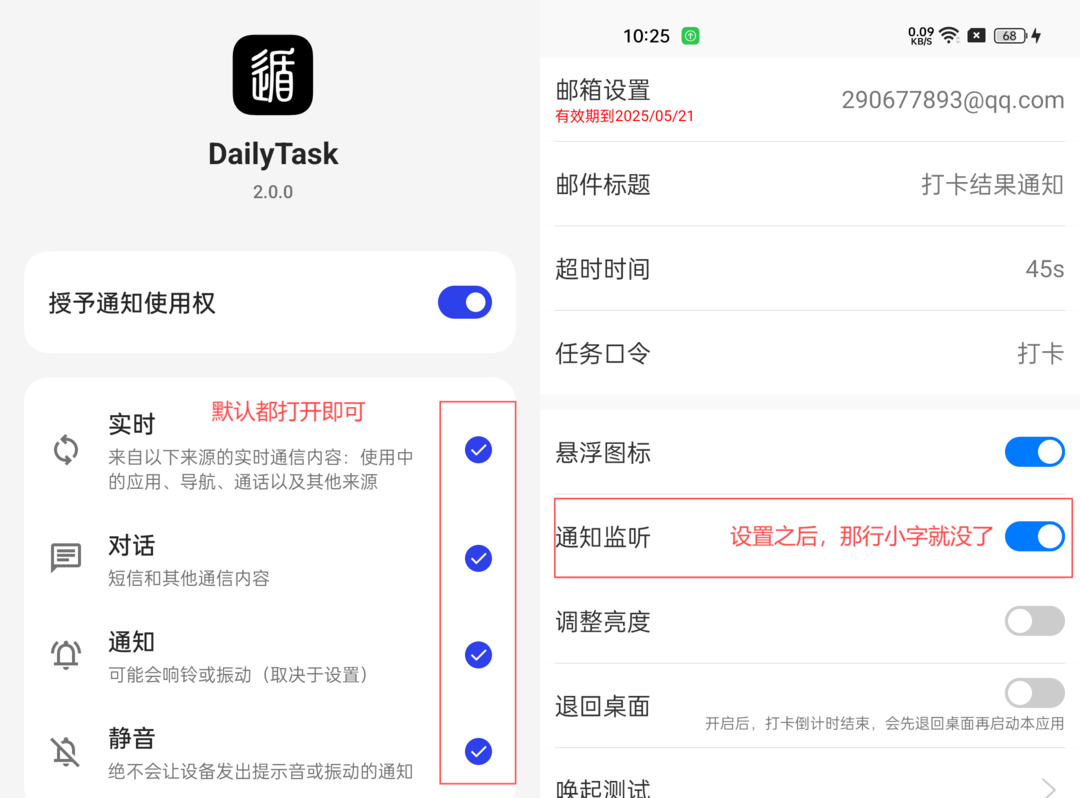 遁
DailyTask
2.0.0
授予通知使用权
默认都打开即可
实时
来自以下来源的实时通信内容：使用中
的应用、导航、通话以及其他来源
对话
短信和其他通信内容
通知
可能会响铃或振动（取决于设置）
静音
绝不会让设备发出提示音或振动的通知
10:25
0.09
KB/S
68
邮箱设置
290677893@qq.com
有效期到2025/05/21
邮件标题
打卡结果通知
超时时间
45s
任务口令
打卡
悬浮图标
通知监听
设置之后，那行小字就没了
调整亮度
退回桌面
开启后，打卡倒计时结束，会先退回桌面再启动本应用
唤起测试